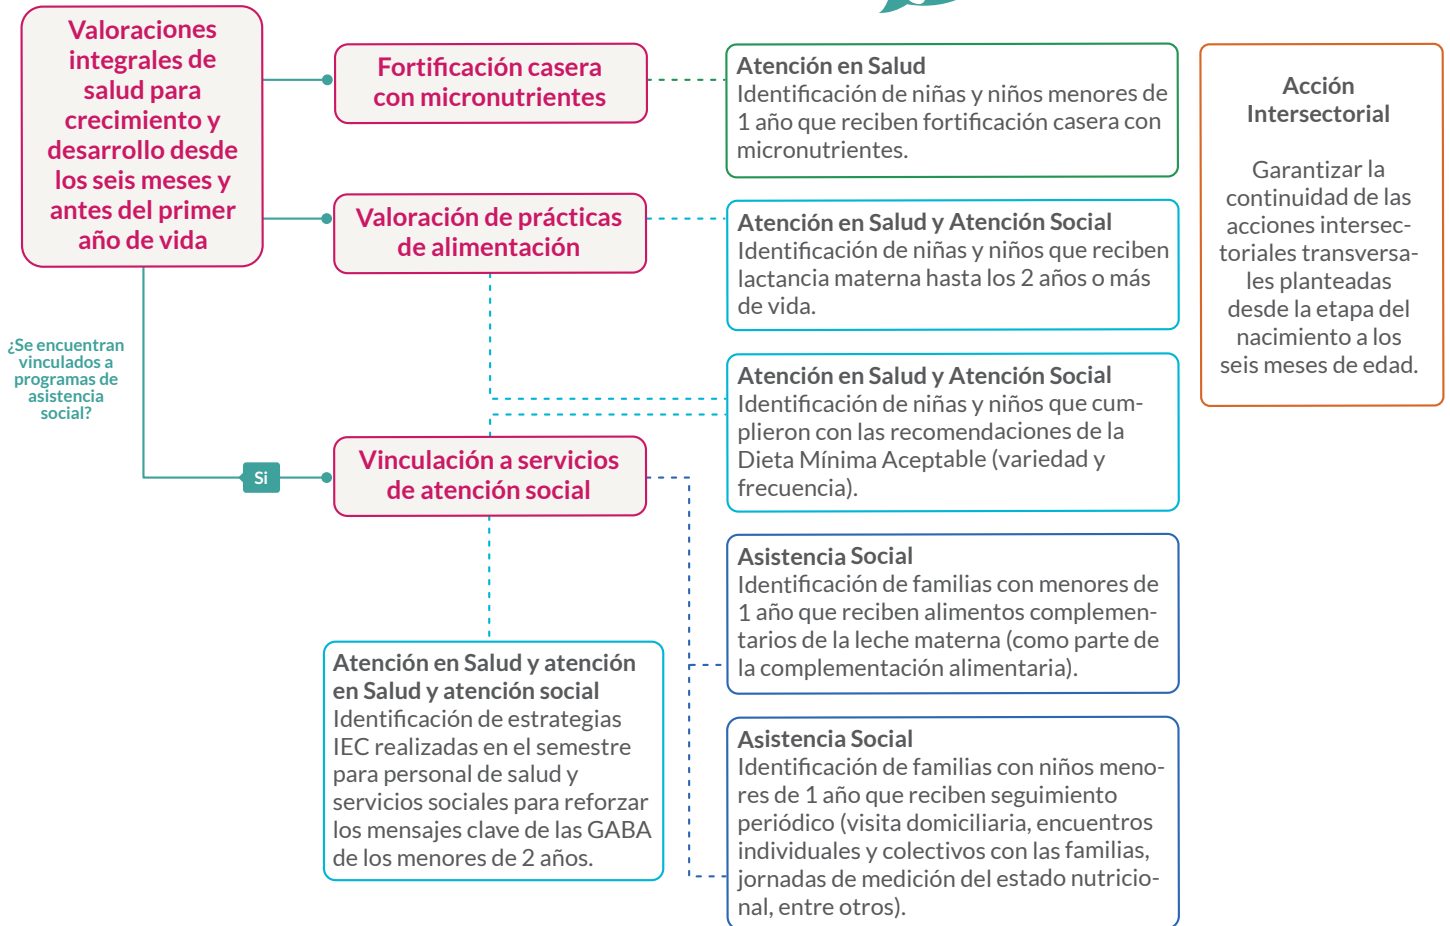 Valoraciones
integrales de
salud para
crecimiento y
desarrollo desde
los seis meses y
antes del primer
año de vida
¿Se encuentran
vinculados a
programas de
asistencia
social?
Si
Fortificación casera
con micronutrientes
Valoración de prácticas
de alimentación
Vinculación a servicios
de atención social
Atención en Salud y atención
en Salud y atención social
Identificación de estrategias
IEC realizadas en el semestre
para personal de salud y
servicios sociales para reforzar
los mensajes clave de las GABA
de los menores de 2 años.
Atención en Salud
Identificación de niñas y niños menores de
1 año que reciben fortificación casera con
micronutrientes.
Atención en Salud y Atención Social
Identificación de niñas y niños que reciben
lactancia materna hasta los 2 años o más
de vida.
Atención en Salud y Atención Social
Identificación de niñas y niños que cum-
plieron con las recomendaciones de la
Dieta Mínima Aceptable (variedad y
frecuencia).
Asistencia Social
Identificación de familias con menores de
1 año que reciben alimentos complemen-
tarios de la leche materna (como parte de
la complementación alimentaria).
Asistencia Social
Identificación de familias con niños meno-
res de 1 año que reciben seguimiento
periódico (visita domiciliaria, encuentros
individuales y colectivos con las familias,
jornadas de medición del estado nutricio-
nal, entre otros).
Acción
Intersectorial
Garantizar la
continuidad de las
acciones intersec-
toriales transversa-
les planteadas
desde la etapa del
nacimiento a los
seis meses de edad.